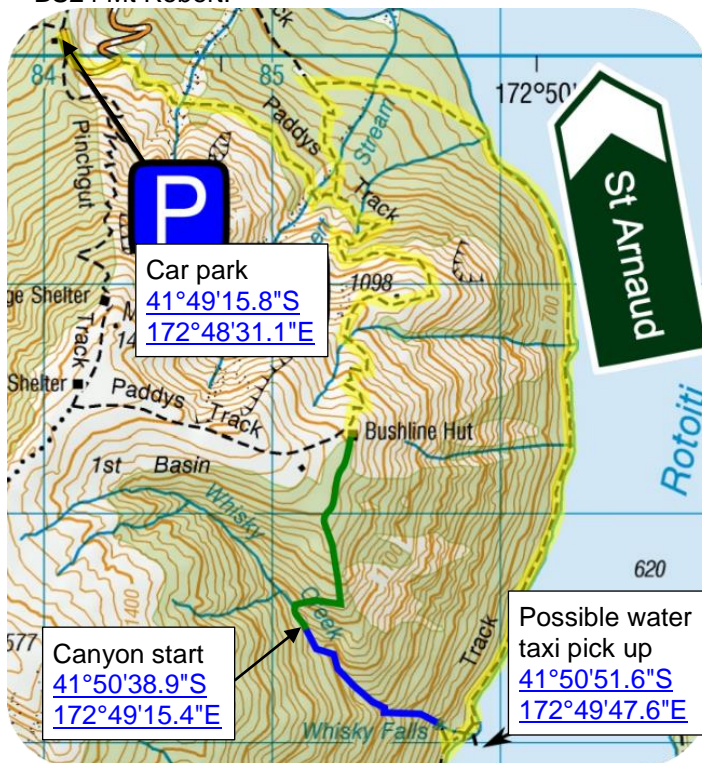 84
85
172°50'
Paddys
Track
Stream
Pinchgut
Track
P
St Arnaud
Car park
41°49'15.8"S
172°48'31.1"E
1098
700
ge Shelter
Shelter
Paddys
Track
Bushline Hut
1st Basin
Whisky
Creek
Rotoiti
620
1400
577
Track
Canyon start
41°50'38.9"S
172°49'15.4"E
Possible water
taxi pick up
41°50'51.6"S
172°49'47.6"E
Whisky Falls